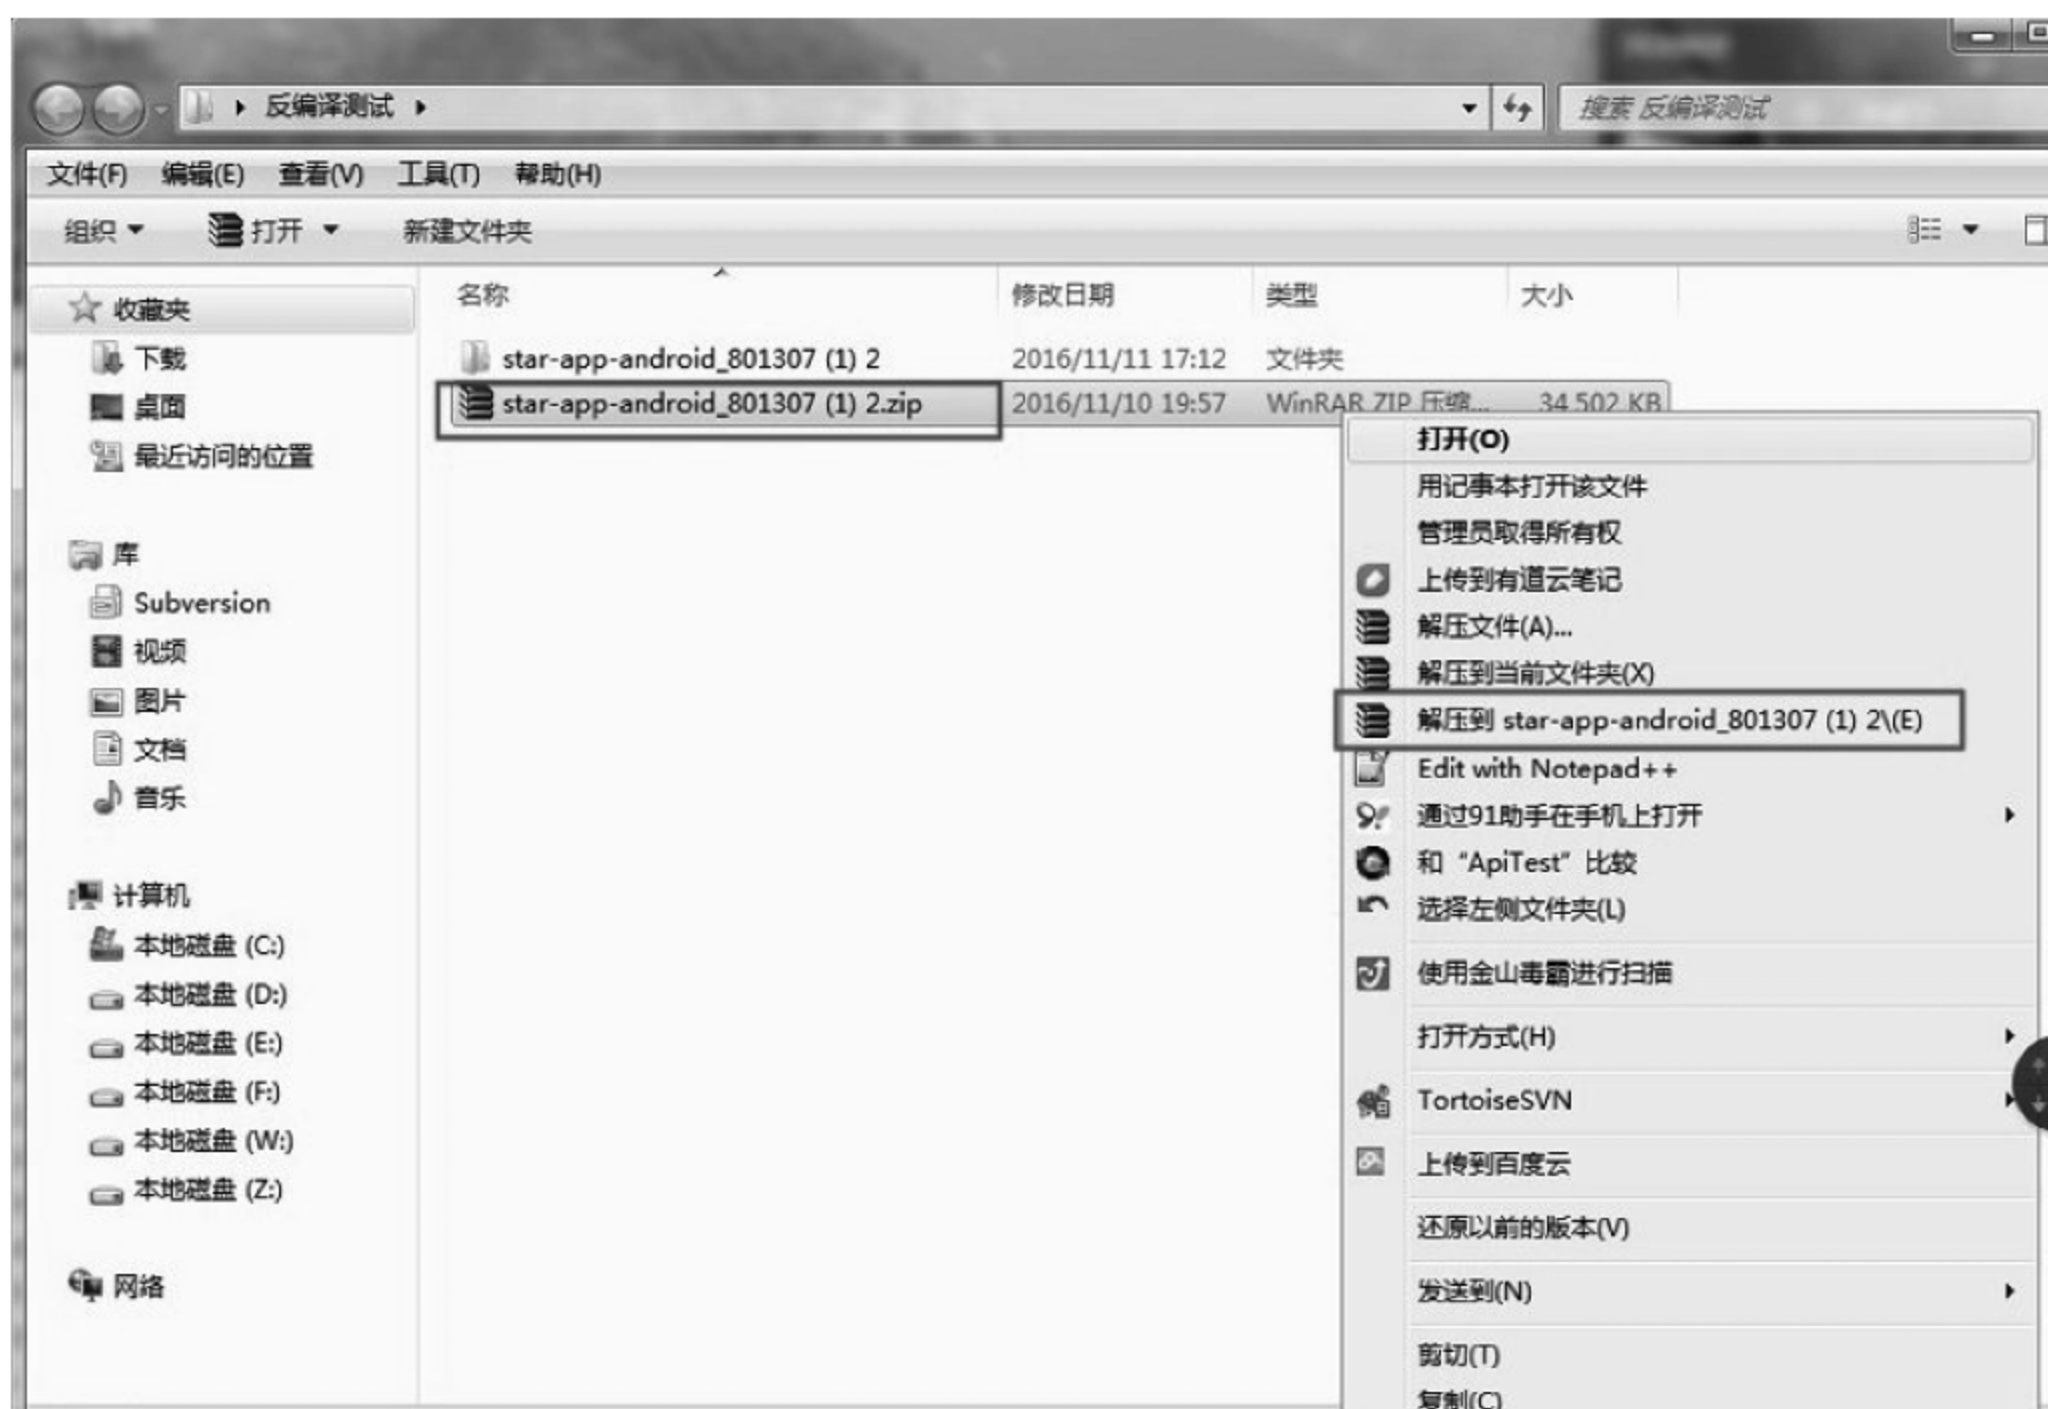 反编译测试
搜索 反编译测试
文件(F) 编辑(E) 查看(V) 工具(T) 帮助(H)
组织 打开 新建文件夹
名称 修改日期 类型 大小
收藏夹
下载
桌面
最近访问的位置
库
Subversion
视频
图片
文档
音乐
计算机
本地磁盘 (C:)
本地磁盘 (D:)
本地磁盘 (E:)
本地磁盘 (F:)
本地磁盘 (W:)
本地磁盘 (Z:)
网络
star-app-android_801307 (1) 2 2016/11/11 17:12 文件夹
star-app-android_801307 (1) 2.zip 2016/11/10 19:57 WinRAR ZIP 压缩... 34,502 KB
打开(O)
用记事本打开该文件
管理员取得所有权
上传到有道云笔记
解压文件(A)...
解压到当前文件夹(X)
解压到 star-app-android_801307 (1) 2\(E)
Edit with Notepad++
通过91助手在手机上打开
和“ApiTest”比较
选择左侧文件夹(L)
使用金山毒霸进行扫描
打开方式(H)
TortoiseSVN
上传到百度云
还原以前的版本(V)
发送到(N)
剪切(T)
复制(C)